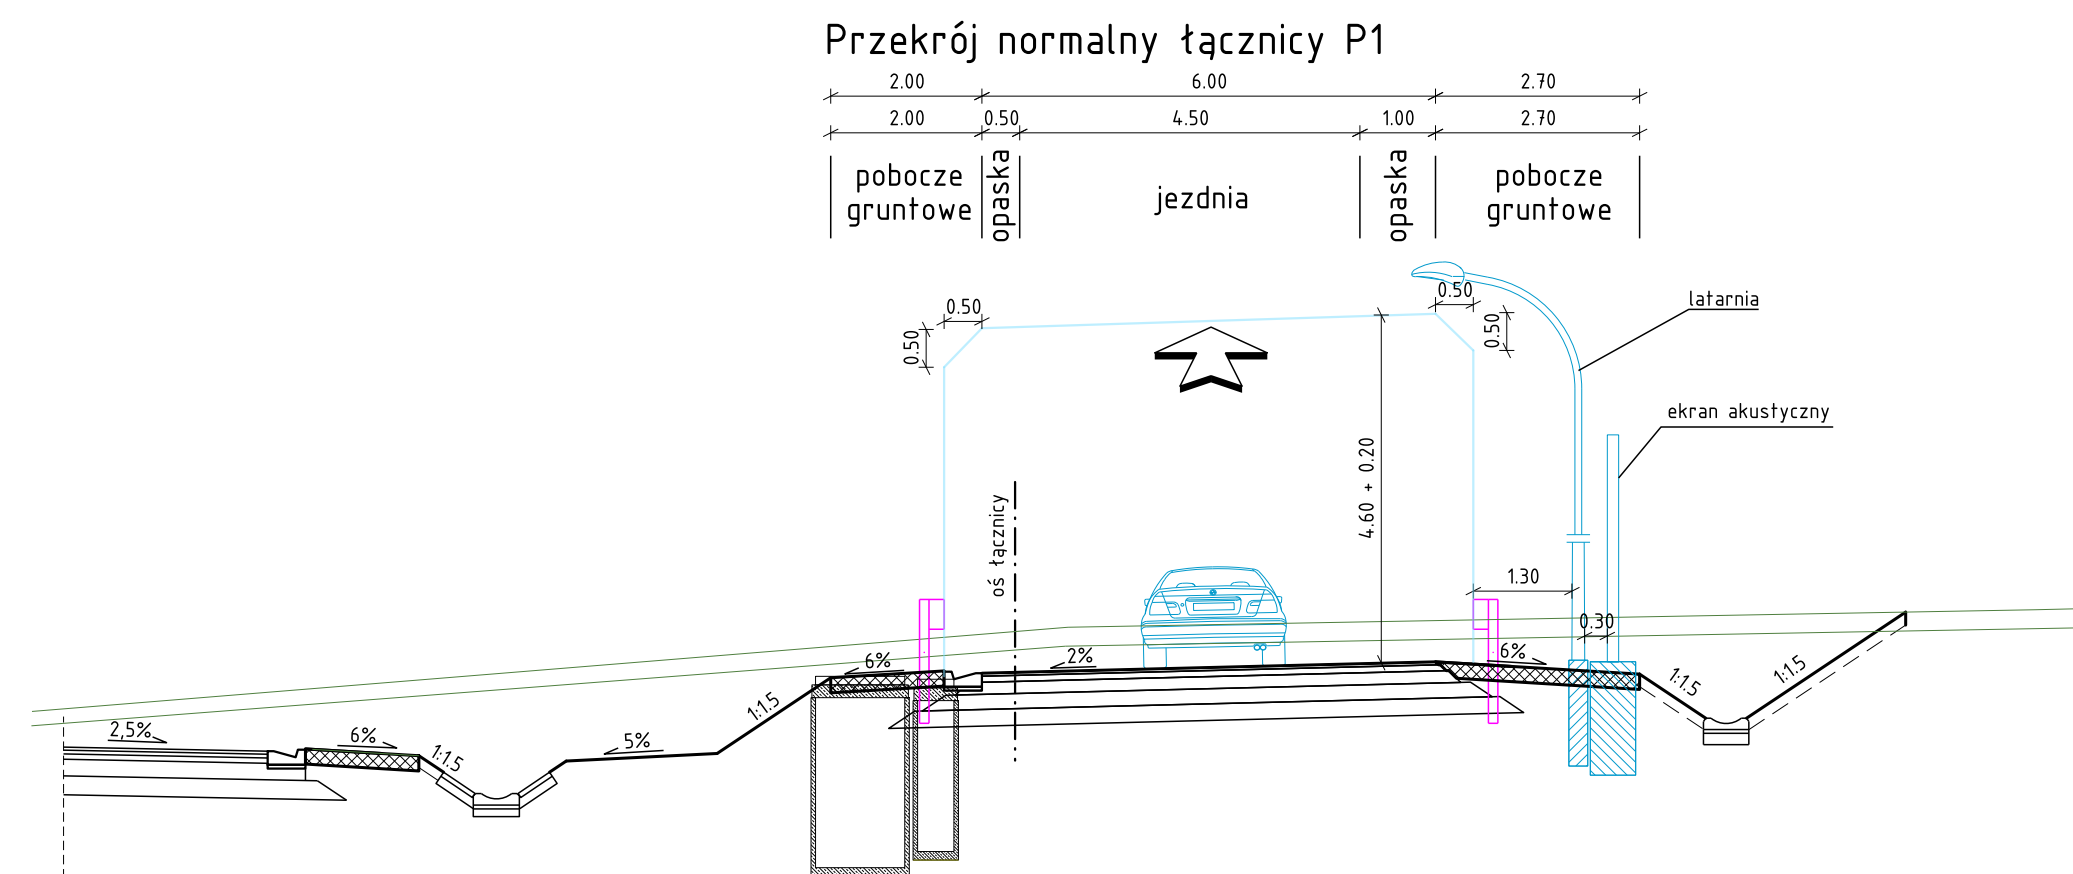 Przekrój normalny łącznicy P1
2.00
6.00
2.70
2.00
0.50
4.50
1.00
2.70
pobocze
gruntowe
opaska
jezdnia
opaska
pobocze
gruntowe
0.50
0.50
0.50
0.50
latarnia
ekran akustyczny
4.60 + 0.20
oś łącznicy
1.30
0.30
6%
2%
6%
1:1.5
1:1.5
1:1.5
2,5%
6%
1:1.5
5%